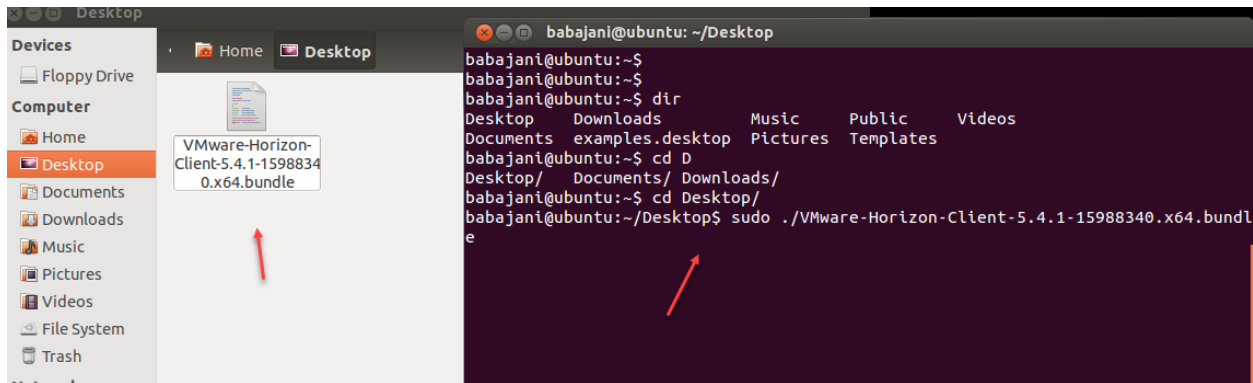 Desktop
Devices
Floppy Drive
Computer
Home
Desktop
Documents
Downloads
Music
Pictures
Videos
File System
Trash
Home Desktop
VMware-Horizon-
Client-5.4.1-1598834
0.x64.bundle
babajani@ubuntu: ~/Desktop
babajani@ubuntu:~$
babajani@ubuntu:~$
babajani@ubuntu:~$ dir
Desktop Downloads Music Public Videos
Documents examples.desktop Pictures Templates
babajani@ubuntu:~$ cd D
Desktop/ Documents/ Downloads/
babajani@ubuntu:~$ cd Desktop/
babajani@ubuntu:~/Desktop$ sudo ./VMware-Horizon-Client-5.4.1-15988340.x64.bundl
e